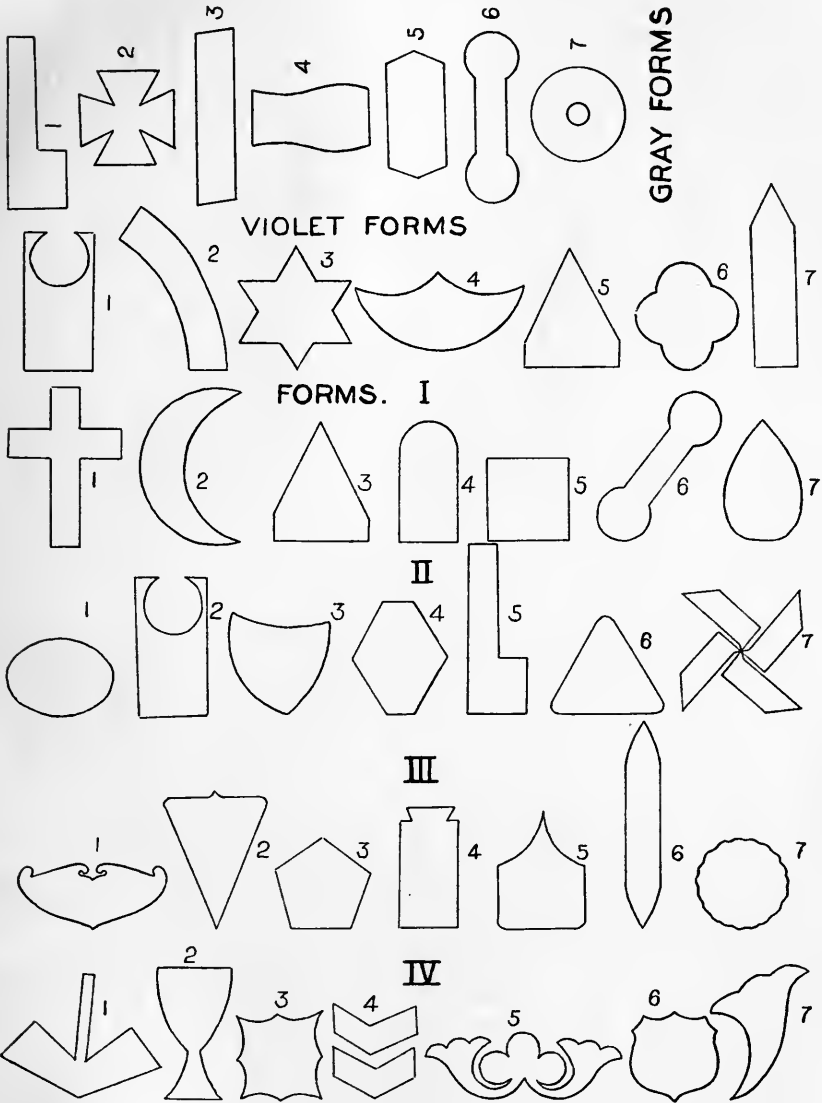 1 2 3 4 5 6 7
GRAY FORMS
VIOLET FORMS
1 2 3 4 5 6 7
FORMS. I
1 2 3 4 5 6 7
II
1 2 3 4 5 6 7
III
1 2 3 4 5 6 7
IV
1 2 3 4 5 6 7